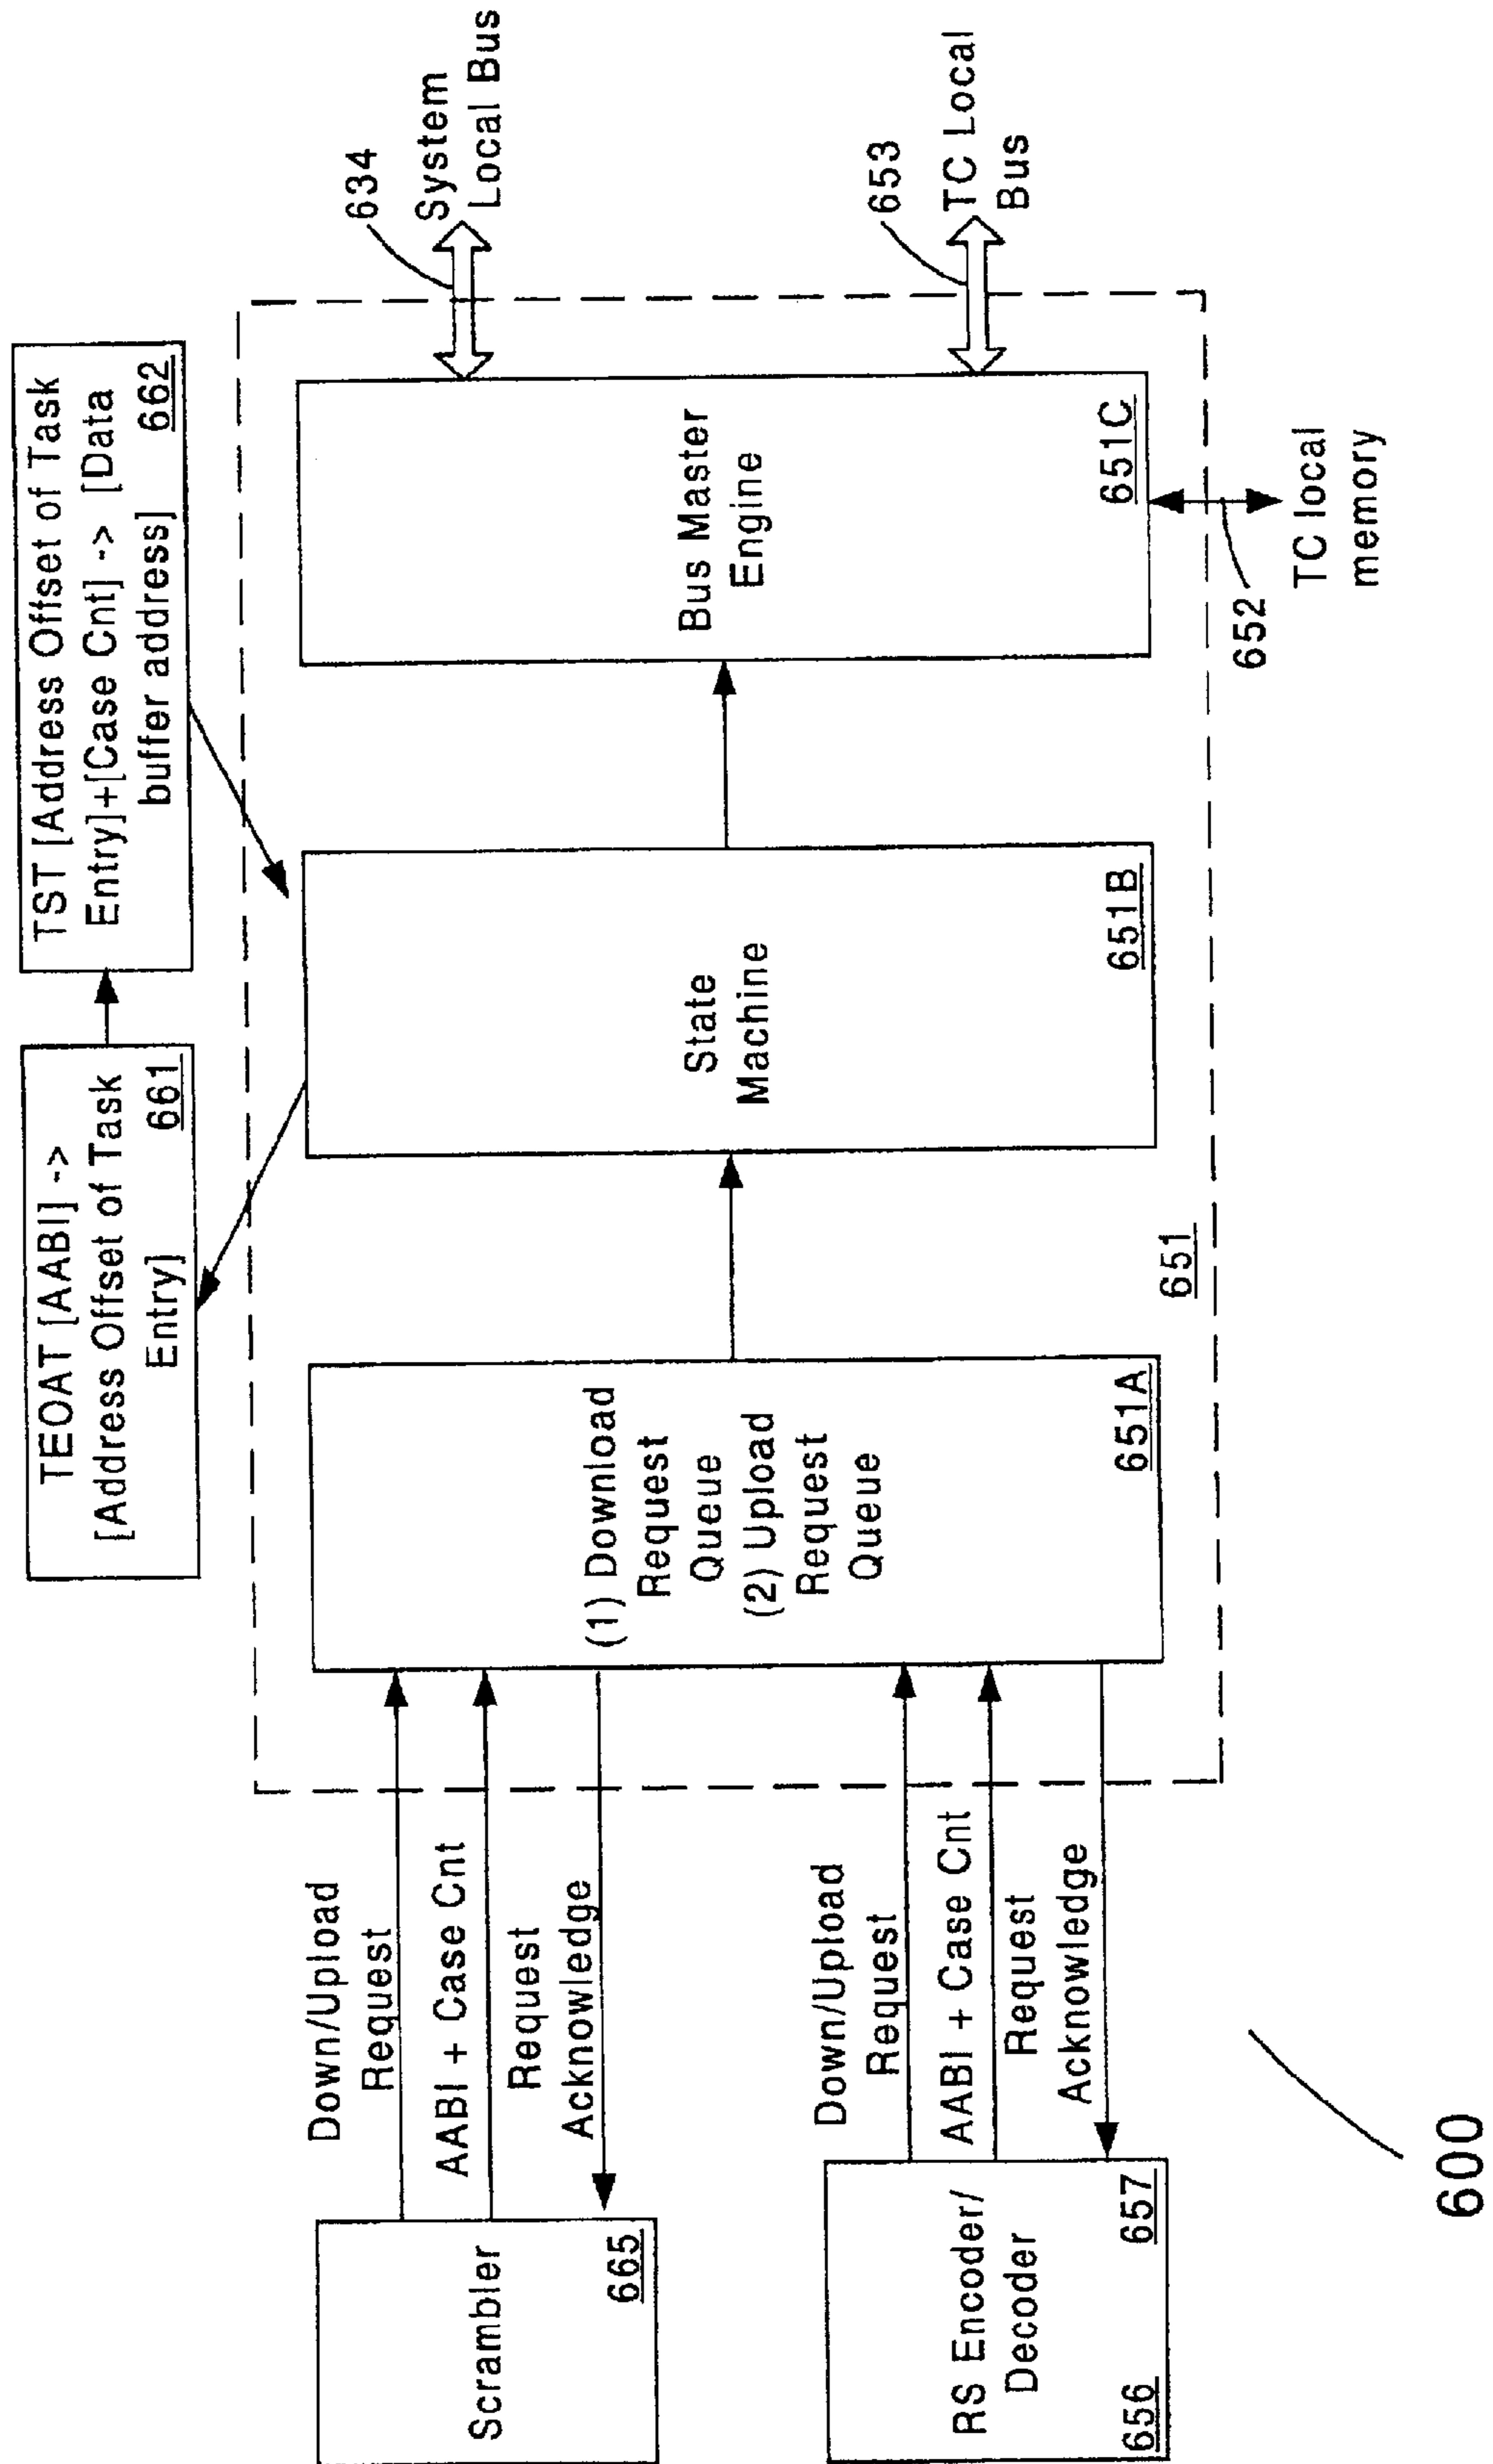 TEOAT [AABI] ->
[Address Offset of Task
Entry]
661
TST [Address Offset of Task
Entry]+[Case Cnt] -> [Data
buffer address]
662
Scrambler
665
Down/Upload
Request
AABI + Case Cnt
Request
Acknowledge
RS Encoder/
Decoder
656
657
Down/Upload
Request
AABI + Case Cnt
Request
Acknowledge
(1) Download
Request
Queue
(2) Upload
Request
Queue
651A
State
Machine
651B
Bus Master
Engine
651C
651
634
System
Local Bus
653
TC Local
Bus
652
TC local
memory
600